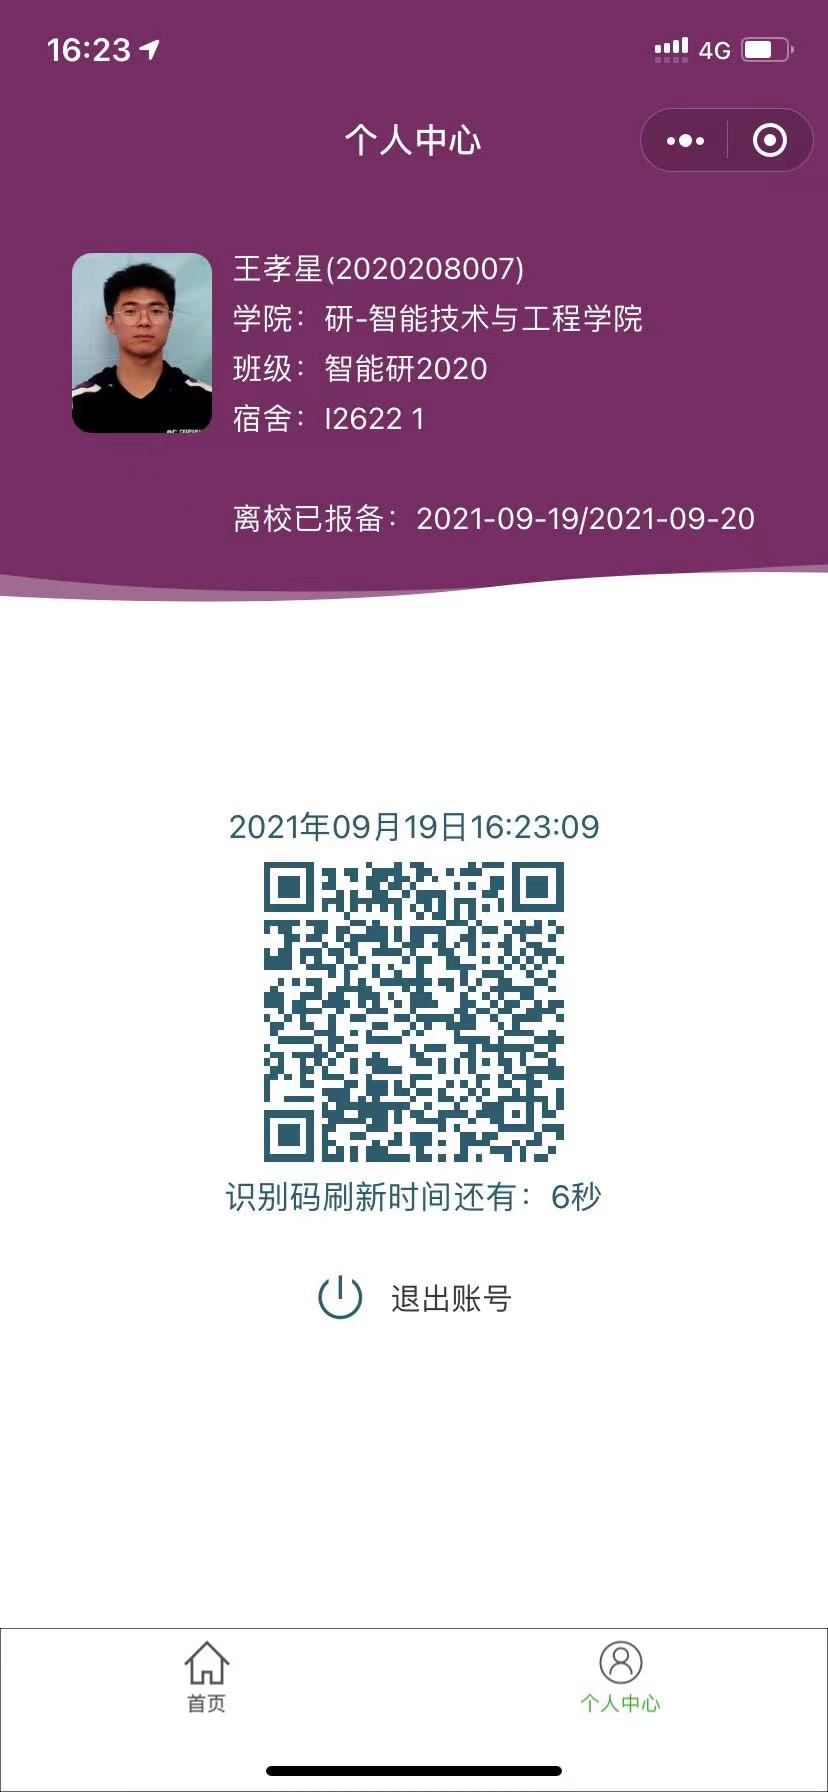 16:23
4G
个人中心
王孝星(2020208007)
学院：研-智能技术与工程学院
班级：智能研2020
宿舍：I2622 1
离校已报备：2021-09-19/2021-09-20
2021年09月19日16:23:09
识别码刷新时间还有：6秒
退出账号
首页
个人中心